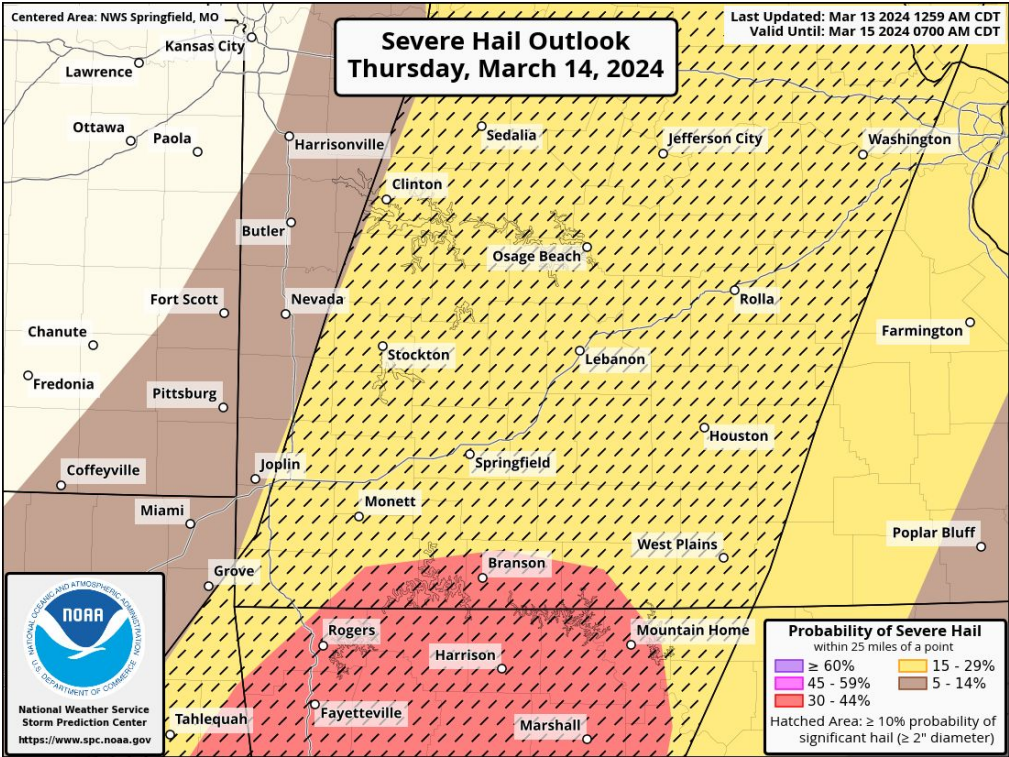 Centered Area: NWS Springfield, MO
Severe Hail Outlook
Thursday, March 14, 2024
Last Updated: Mar 13 2024 1259 AM CDT
Valid Until: Mar 15 2024 0700 AM CDT
Kansas City
Lawrence
Ottawa
Paola
Harrisonville
Sedalia
Jefferson City
Washington
Clinton
Butler
Osage Beach
Fort Scott
Nevada
Rolla
Chanute
Farmington
Stockton
Lebanon
Fredonia
Pittsburg
Houston
Coffeyville
Joplin
Springfield
Miami
Monett
Poplar Bluff
West Plains
Grove
Branson
Rogers
Mountain Home
Harrison
Tahlequah
Fayetteville
Marshall
NATIONAL OCEANIC AND ATMOSPHERIC ADMINISTRATION
NOAA
U.S. DEPARTMENT OF COMMERCE
National Weather Service
Storm Prediction Center
https://www.spc.noaa.gov
Probability of Severe Hail
within 25 miles of a point
≥ 60%
45 - 59%
30 - 44%
15 - 29%
5 - 14%
Hatched Area: ≥ 10% probability of
significant hail (≥ 2" diameter)